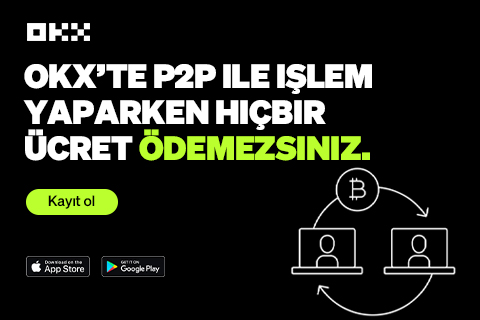 OKX
OKX'TE P2P ILE IŞLEM
YAPARKEN HIÇBIR
ÜCRET ÖDEMEZSINIZ.
Kayıt ol
Download on the
App Store
GET IT ON
Google Play